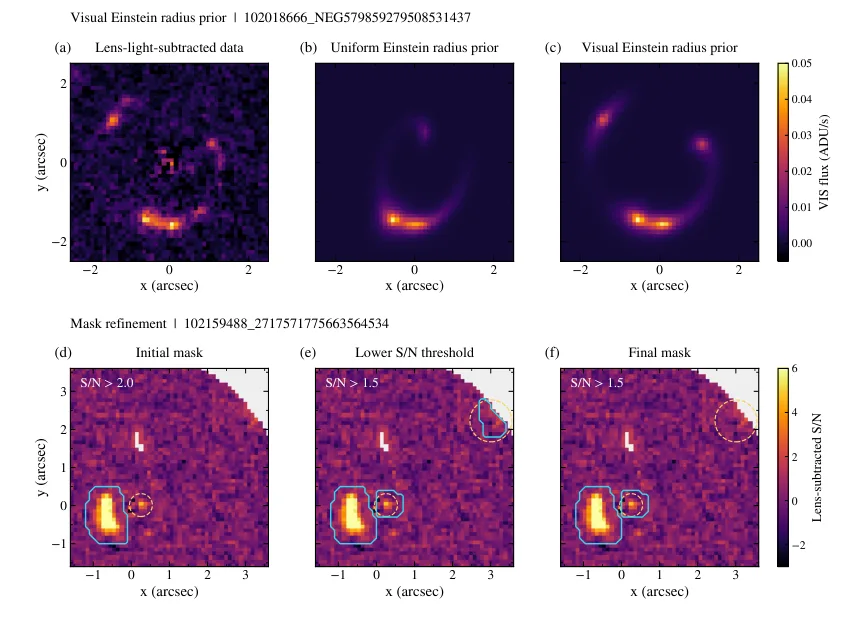 Visual Einstein radius prior | 102018666_NEG579859279508531437
(a) Lens-light-subtracted data
(b) Uniform Einstein radius prior
(c) Visual Einstein radius prior
2
0
−2
y (arcsec)
−2 0 2
x (arcsec)
−2 0 2
x (arcsec)
−2 0 2
x (arcsec)
0.05
0.04
0.03
0.02
0.01
0.00
VIS flux (ADU/s)
Mask refinement | 102159488_2717571775663564534
(d) Initial mask
(e) Lower S/N threshold
(f) Final mask
S/N > 2.0
S/N > 1.5
S/N > 1.5
3
2
1
0
−1
y (arcsec)
−1 0 1 2 3
x (arcsec)
−1 0 1 2 3
x (arcsec)
−1 0 1 2 3
x (arcsec)
6
4
2
0
−2
Lens-subtracted S/N